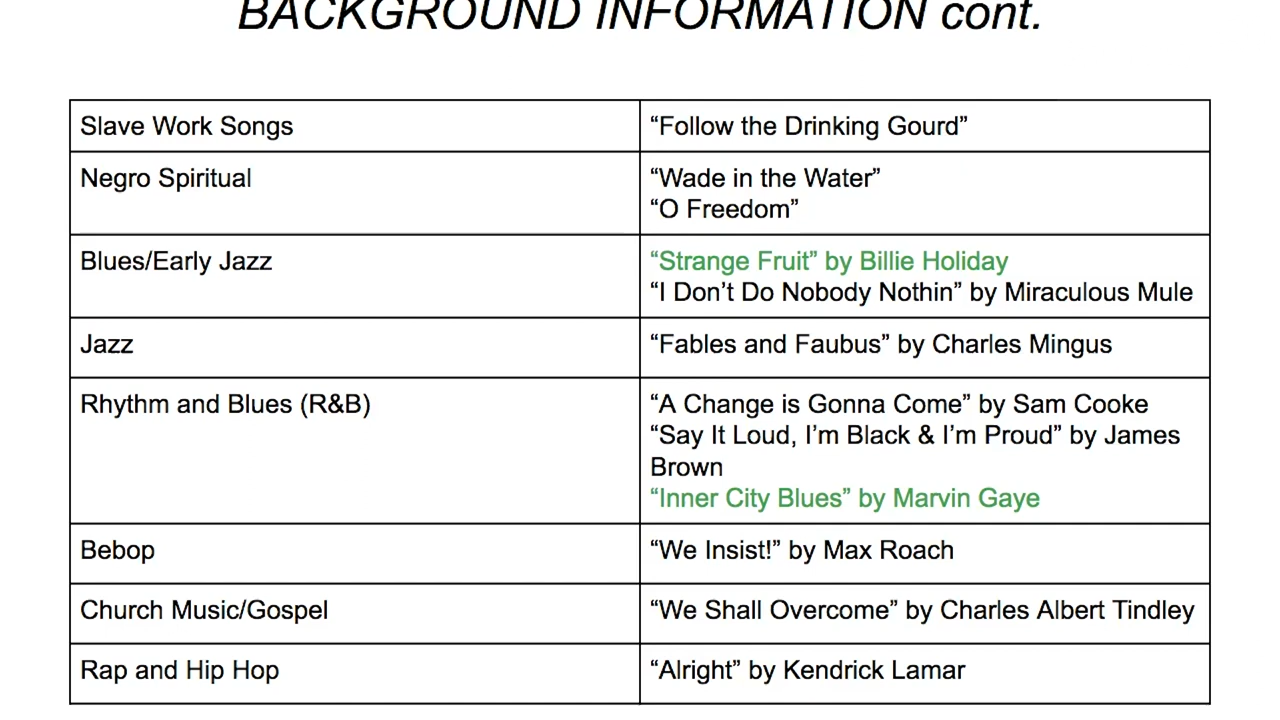 BACKGROUND INFORMATION cont.
Slave Work Songs
“Follow the Drinking Gourd”
Negro Spiritual
“Wade in the Water”
“O Freedom”
Blues/Early Jazz
“Strange Fruit” by Billie Holiday
“I Don’t Do Nobody Nothin” by Miraculous Mule
Jazz
“Fables and Faubus” by Charles Mingus
Rhythm and Blues (R&B)
“A Change is Gonna Come” by Sam Cooke
“Say It Loud, I’m Black & I’m Proud” by James
Brown
“Inner City Blues” by Marvin Gaye
Bebop
“We Insist!” by Max Roach
Church Music/Gospel
“We Shall Overcome” by Charles Albert Tindley
Rap and Hip Hop
“Alright” by Kendrick Lamar